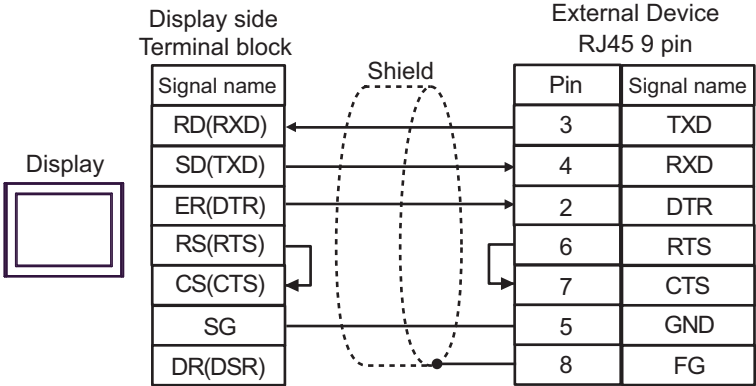 Display side
Terminal block
External Device
RJ45 9 pin
Shield
Signal name
Pin Signal name
RD(RXD) 3 TXD
SD(TXD) 4 RXD
Display
ER(DTR) 2 DTR
RS(RTS) 6 RTS
CS(CTS) 7 CTS
SG 5 GND
DR(DSR) 8 FG